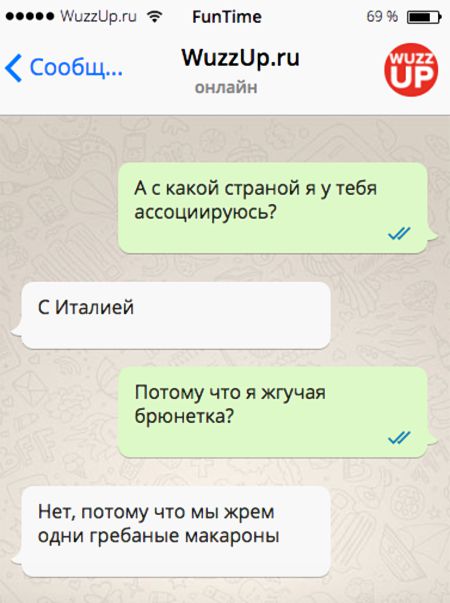 WuzzUp.ru FunTime 69 %
Сообщ... WuzzUp.ru WUZZ
онлайн UP
А с какой страной я у тебя
ассоциируюсь?
С Италией
Потому что я жгучая
брюнетка?
Нет, потому что мы жрем
одни гребаные макароны